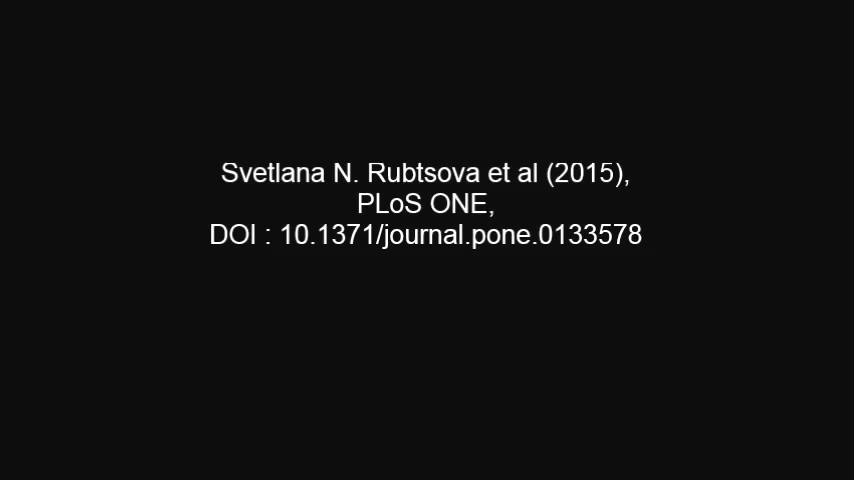 Svetlana N. Rubtsova et al (2015),
PLoS ONE,
DOI : 10.1371/journal.pone.0133578